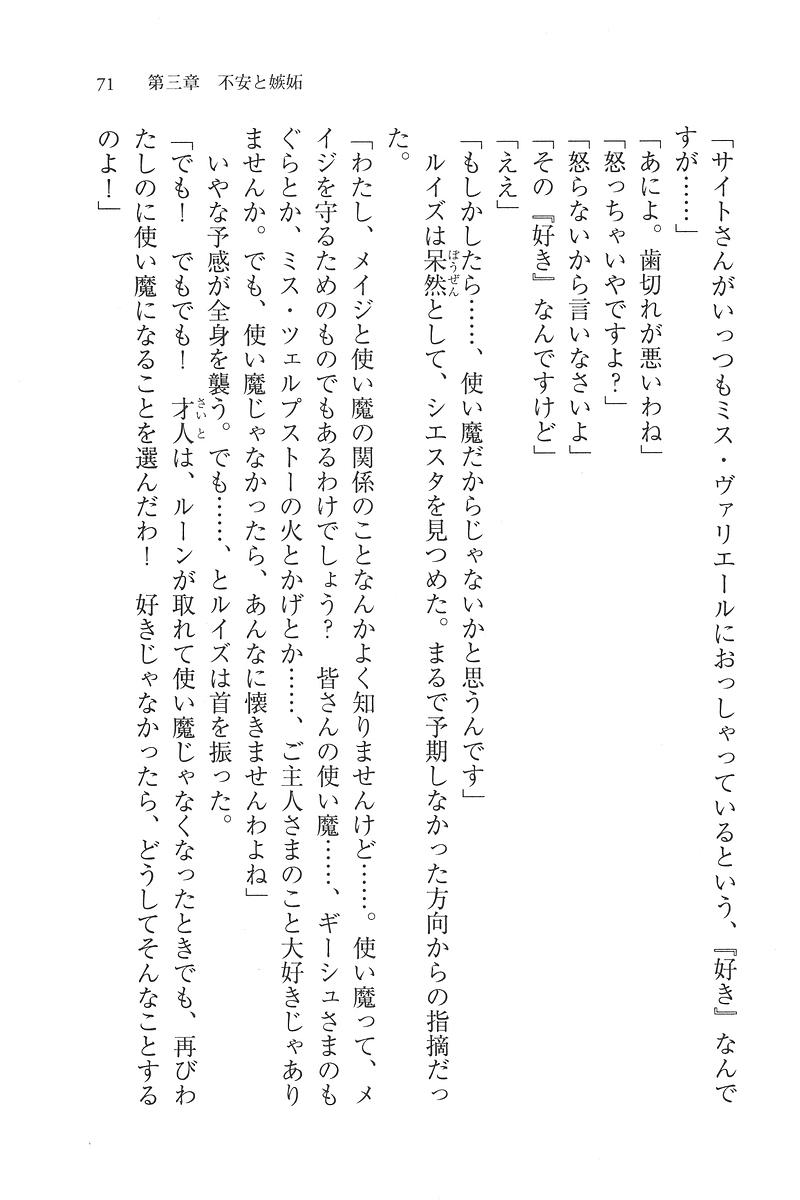 71　第三章　不安と嫉妬
「サイトさんがいっつもミス・ヴァリエールにおっしゃっているという、『好き』なんで
すが……」
「あによ。歯切れが悪いわね」
「怒っちゃいやですよ？」
「怒らないから言いなさいよ」
「その『好き』なんですけど」
「ええ」
「もしかしたら……、使い魔だからじゃないかと思うんです」
　ルイズは呆然として、シエスタを見つめた。まるで予期しなかった方向からの指摘だっ
た。
「わたし、メイジと使い魔の関係のことなんかよく知りませんけど……。使い魔って、メ
イジを守るためのものでもあるわけでしょう？　皆さんの使い魔……、ギーシュさまのも
ぐらとか、ミス・ツェルプストーの火とかげとか……、ご主人さまのこと大好きじゃあり
ませんか。でも、使い魔じゃなかったら、あんなに懐きませんわよね」
　いやな予感が全身を襲う。でも……、とルイズは首を振った。
「でも！　でもでも！　才人は、ルーンが取れて使い魔じゃなくなったときでも、再びわ
たしのに使い魔になることを選んだわ！　好きじゃなかったら、どうしてそんなことする
のよ！」